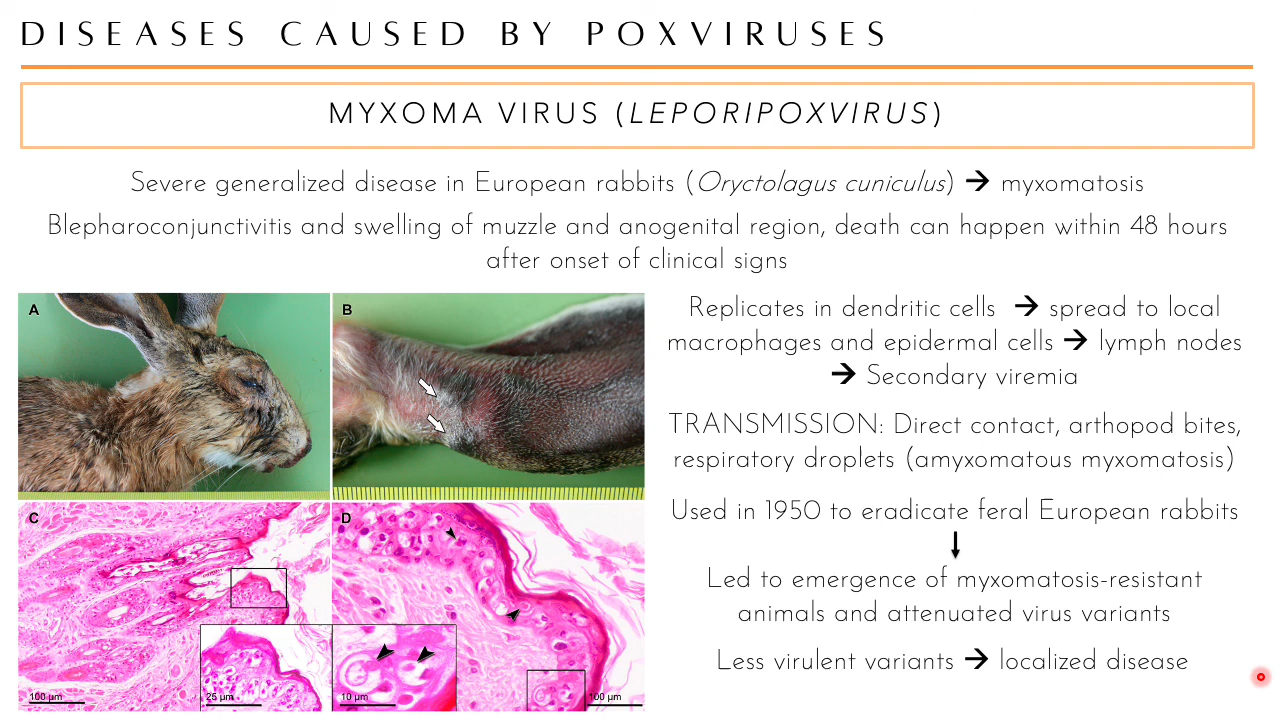 DISEASES CAUSED BY POXVIRUSES
MYXOMA VIRUS (LEPORIPOXVIRUS)
Severe generalized disease in European rabbits (Oryctolagus cuniculus) → myxomatosis
Blepharoconjunctivitis and swelling of muzzle and anogenital region, death can happen within 48 hours
after onset of clinical signs
A
B
C
D
100 µm
25 µm
10 µm
100 µm
Replicates in dendritic cells → spread to local
macrophages and epidermal cells → lymph nodes
→ Secondary viremia
TRANSMISSION: Direct contact, arthopod bites,
respiratory droplets (amyxomatous myxomatosis)
Used in 1950 to eradicate feral European rabbits
Led to emergence of myxomatosis-resistant
animals and attenuated virus variants
Less virulent variants → localized disease